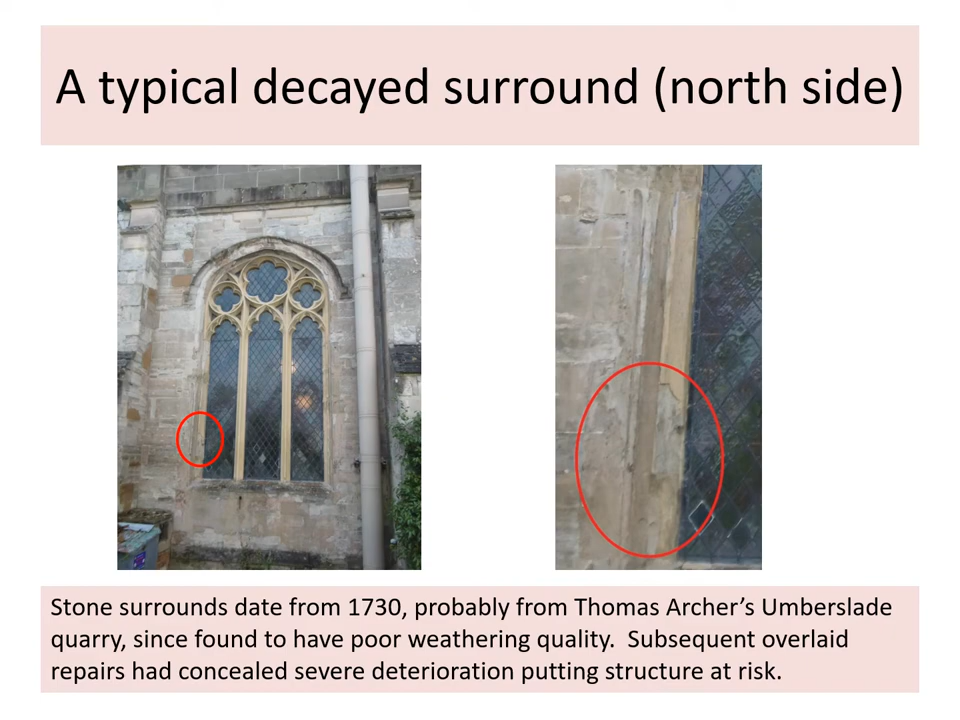 A typical decayed surround (north side)
Stone surrounds date from 1730, probably from Thomas Archer’s Umberslade
quarry, since found to have poor weathering quality.  Subsequent overlaid
repairs had concealed severe deterioration putting structure at risk.